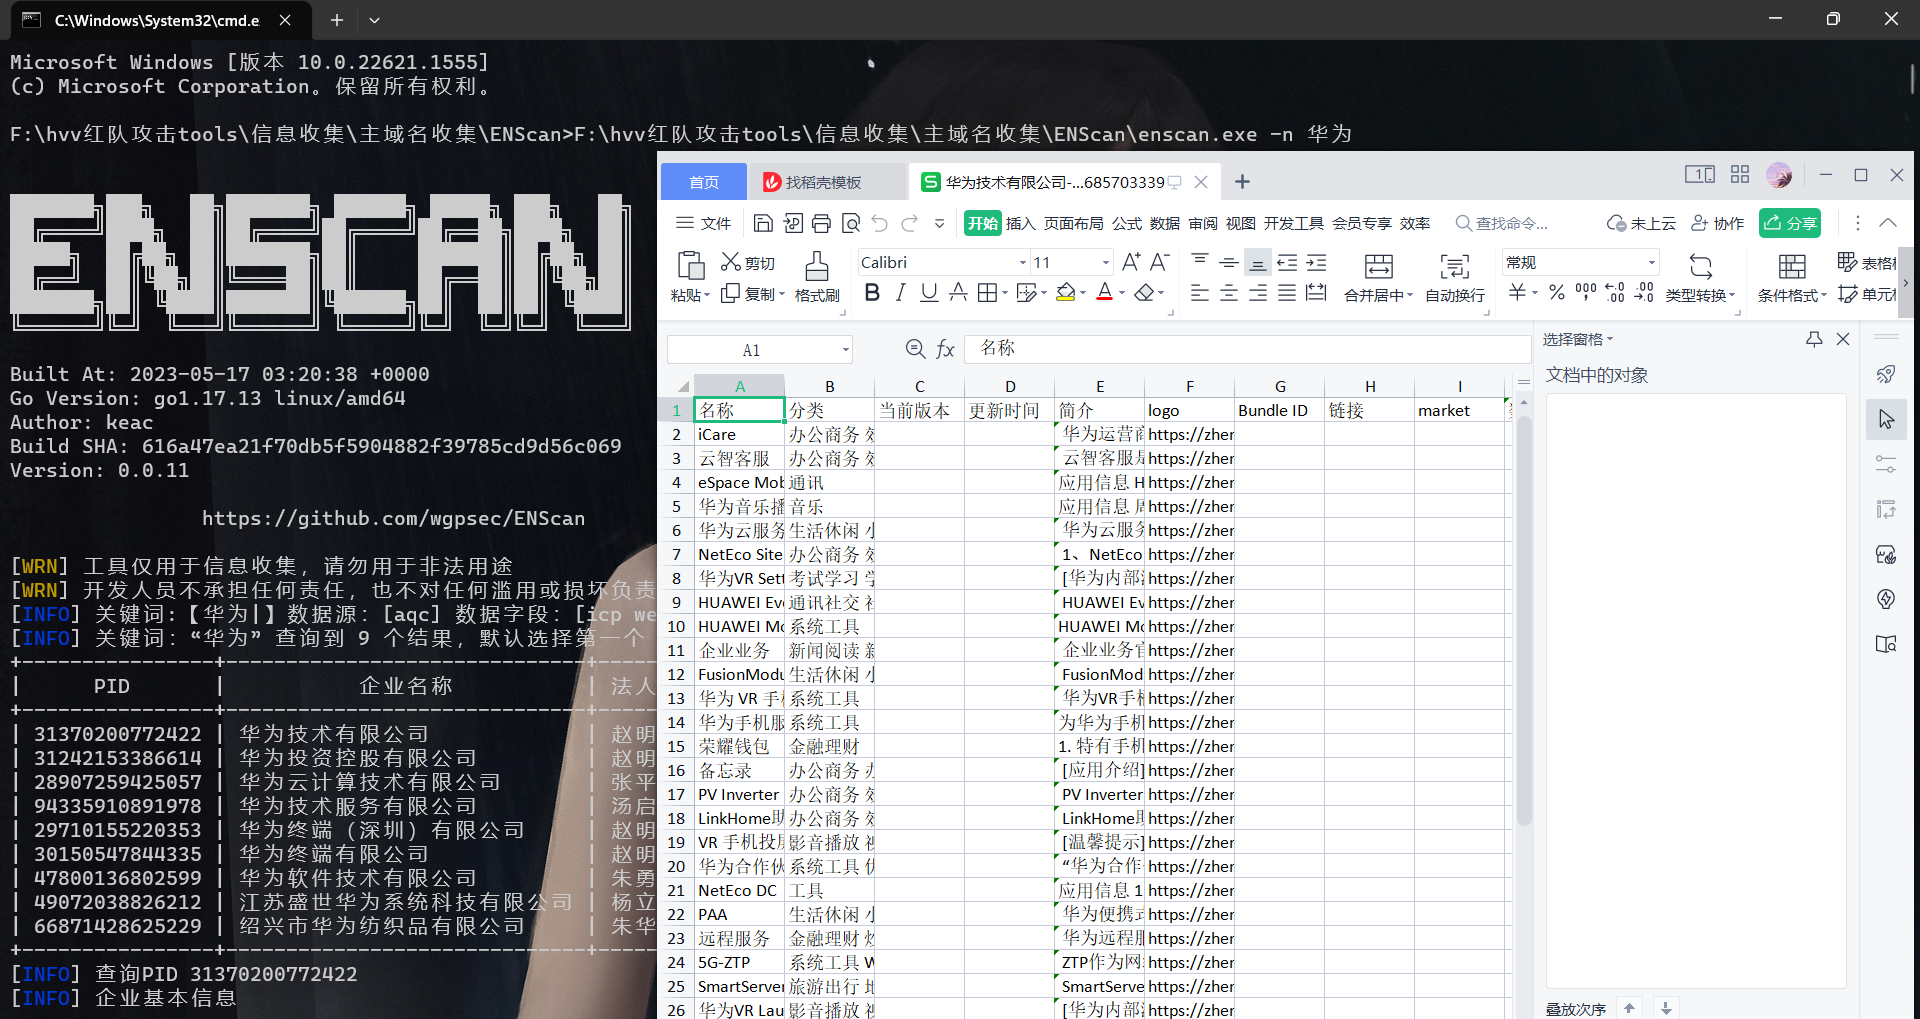 C:\Windows\System32\cmd.e
Microsoft Windows [版本 10.0.22621.1555]
(c) Microsoft Corporation。保留所有权利。
F:\hvv红队攻击tools\信息收集\主域名收集\ENScan>F:\hvv红队攻击tools\信息收集\主域名收集\ENScan\enscan.exe -n 华为
ENSCAN
Built At: 2023-05-17 03:20:38 +0000
Go Version: go1.17.13 linux/amd64
Author: keac
Build SHA: 616a47ea21f70db5f5904882f39785cd9d56c069
Version: 0.0.11
https://github.com/wgpsec/ENScan
[WRN] 工具仅用于信息收集，请勿用于非法用途
[WRN] 开发人员不承担任何责任，也不对任何滥用或损坏负责
[INFO] 关键词:【华为|】数据源：[aqc] 数据字段：[icp we
[INFO] 关键词：“华为” 查询到 9 个结果，默认选择第一个
PID 企业名称 法人
31370200772422 华为技术有限公司 赵明
31242153386614 华为投资控股有限公司 赵明
28907259425057 华为云计算技术有限公司 张平
94335910891978 华为技术服务有限公司 汤启
29710155220353 华为终端（深圳）有限公司 赵明
30150547844335 华为终端有限公司 赵明
47800136802599 华为软件技术有限公司 朱勇
49072038826212 江苏盛世华为系统科技有限公司 杨立
66871428625229 绍兴市华为纺织品有限公司 朱华
[INFO] 查询PID 31370200772422
[INFO] 企业基本信息
首页 找稻壳模板 华为技术有限公司-...685703339
文件 开始 插入 页面布局 公式 数据 审阅 视图 开发工具 会员专享 效率 查找命令... 未上云 协作 分享
粘贴 剪切 复制 格式刷 Calibri 11 合并居中 自动换行 常规 类型转换 条件格式 表格 单元
A1 fx 名称
选择窗格
文档中的对象
A B C D E F G H I
1 名称 分类 当前版本 更新时间 简介 logo Bundle ID 链接 market
2 iCare 办公商务 效 华为运营商 https://zher
3 云智客服 办公商务 效 云智客服是 https://zher
4 eSpace Mob 通讯 应用信息 H https://zher
5 华为音乐播 音乐 应用信息 https://zher
6 华为云服务 生活休闲 小 华为云服务 https://zher
7 NetEco Site 办公商务 效 1、NetEco https://zher
8 华为VR Sett 考试学习 学 [华为内部 https://zher
9 HUAWEI Eve 通讯社交 社 HUAWEI Ev https://zher
10 HUAWEI Mo 系统工具 HUAWEI Mo https://zher
11 企业业务 新闻阅读 新 企业业务官 https://zher
12 FusionModu 生活休闲 小 FusionMod https://zher
13 华为 VR 手机 系统工具 华为VR手机 https://zher
14 华为手机服 系统工具 为华为手机 https://zher
15 荣耀钱包 金融理财 1. 特有手机 https://zher
16 备忘录 办公商务 办 [应用介绍] https://zher
17 PV Inverter 办公商务 效 PV Inverter https://zher
18 LinkHome助 办公商务 效 LinkHome助 https://zher
19 VR 手机投屏 影音播放 视 [温馨提示] https://zher
20 华为合作伙 系统工具 优 “华为合作 https://zher
21 NetEco DC 工具 应用信息 1 https://zher
22 PAA 生活休闲 小 华为便携式 https://zher
23 远程服务 金融理财 炒 华为远程服 https://zher
24 5G-ZTP 系统工具 W ZTP作为网 https://zher
25 SmartServer 旅游出行 地 SmartServe https://zher
26 华为VR Lau 影音播放 视 [华为内部 https://zher
叠放次序